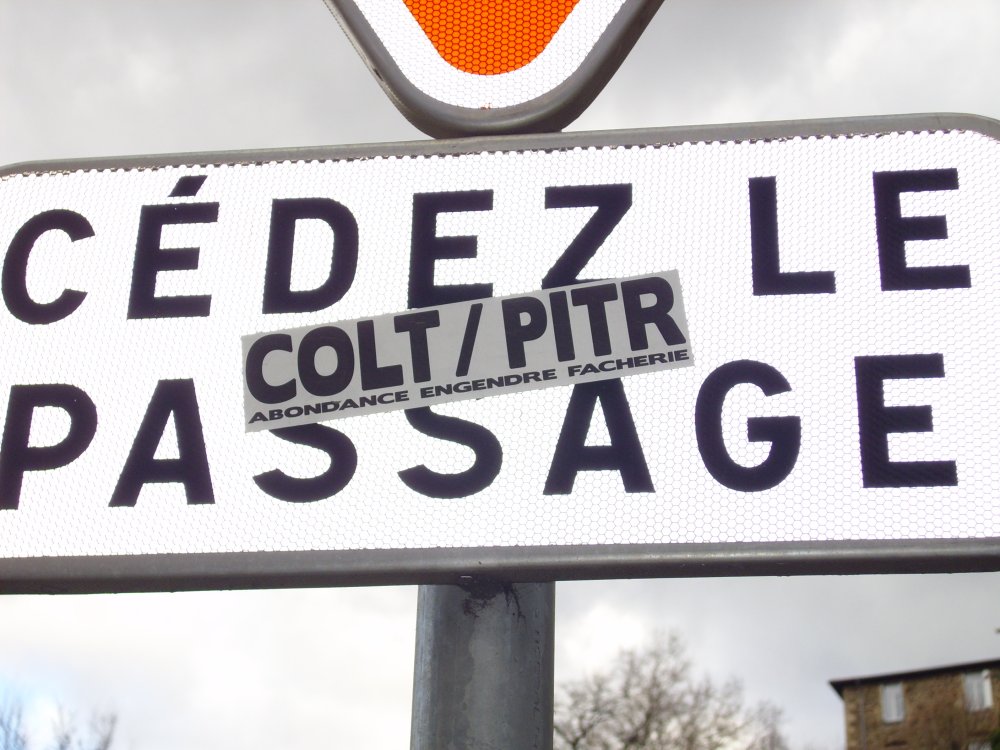 CÉDEZ LE
COLT/PITR
ABONDANCE ENGENDRE FACHERIE
PASSAGE